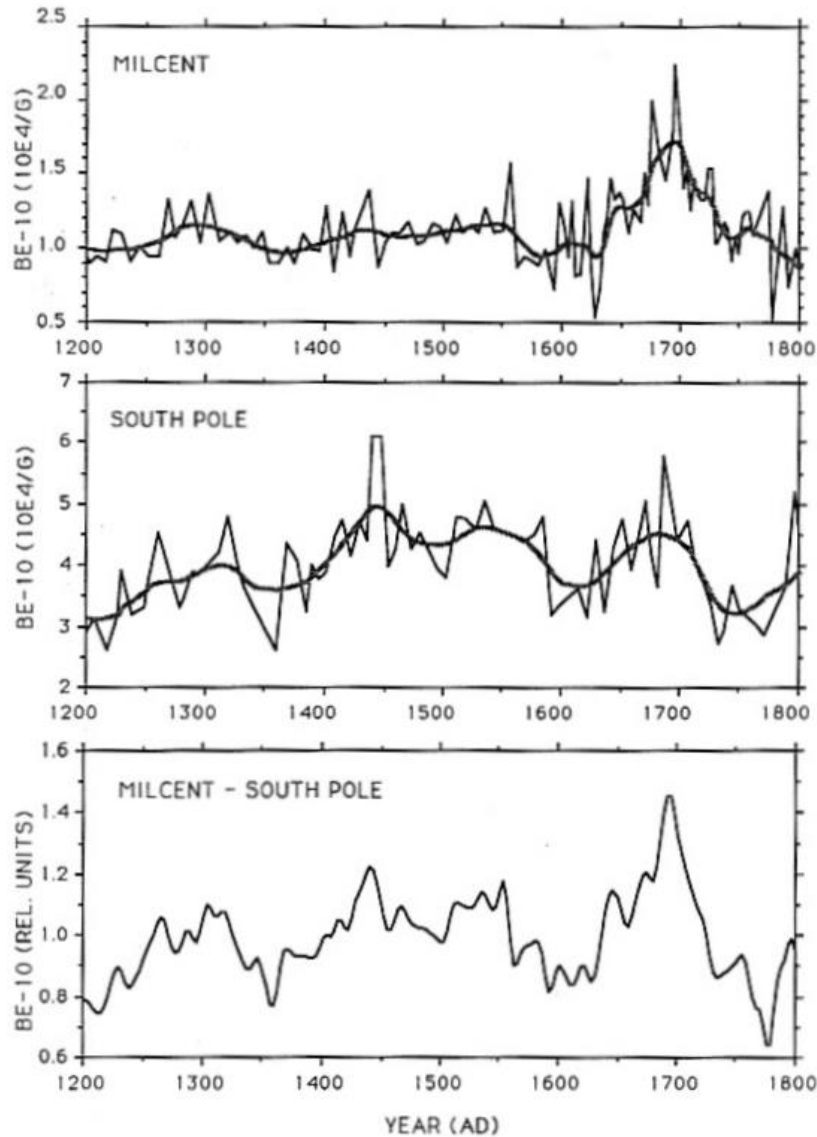 MILCENT
BE-10 (10E4/G)
2.5
2.0
1.5
1.0
0.5
1200 1300 1400 1500 1600 1700 1800
SOUTH POLE
BE-10 (10E4/G)
7
6
5
4
3
2
1200 1300 1400 1500 1600 1700 1800
MILCENT - SOUTH POLE
BE-10 (REL. UNITS)
1.6
1.4
1.2
1.0
0.8
0.6
1200 1300 1400 1500 1600 1700 1800
YEAR (AD)